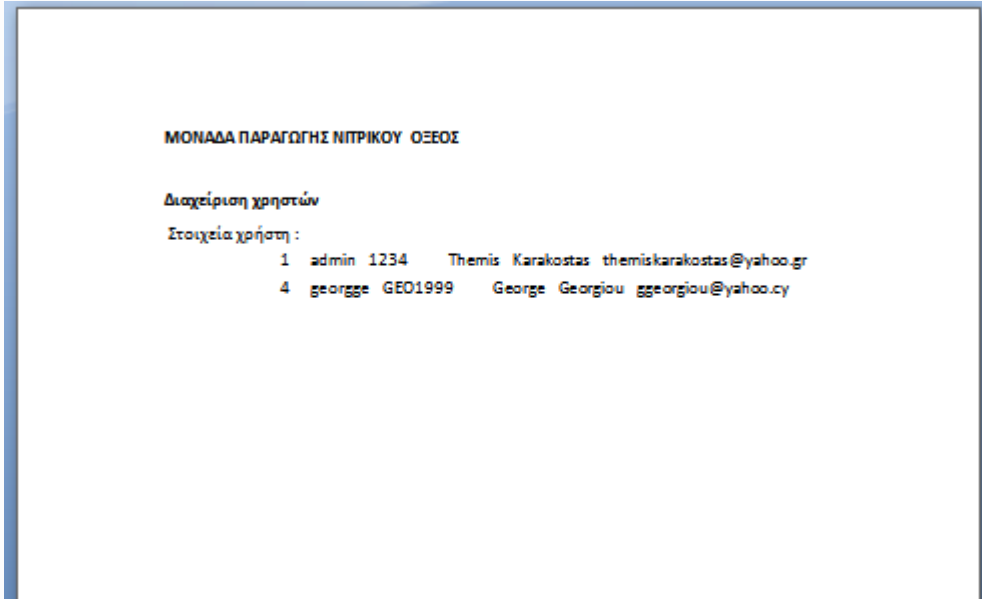 ΜΟΝΑΔΑ ΠΑΡΑΓΩΓΗΣ ΝΙΤΡΙΚΟΥ ΟΞΕΟΣ
Διαχείριση χρηστών
Στοιχεία χρήστη :
1 admin 1234 Themis Karakostas themiskarakostas@yahoo.gr
4 georgge GEO1999 George Georgiou ggeorgiou@yahoo.cy